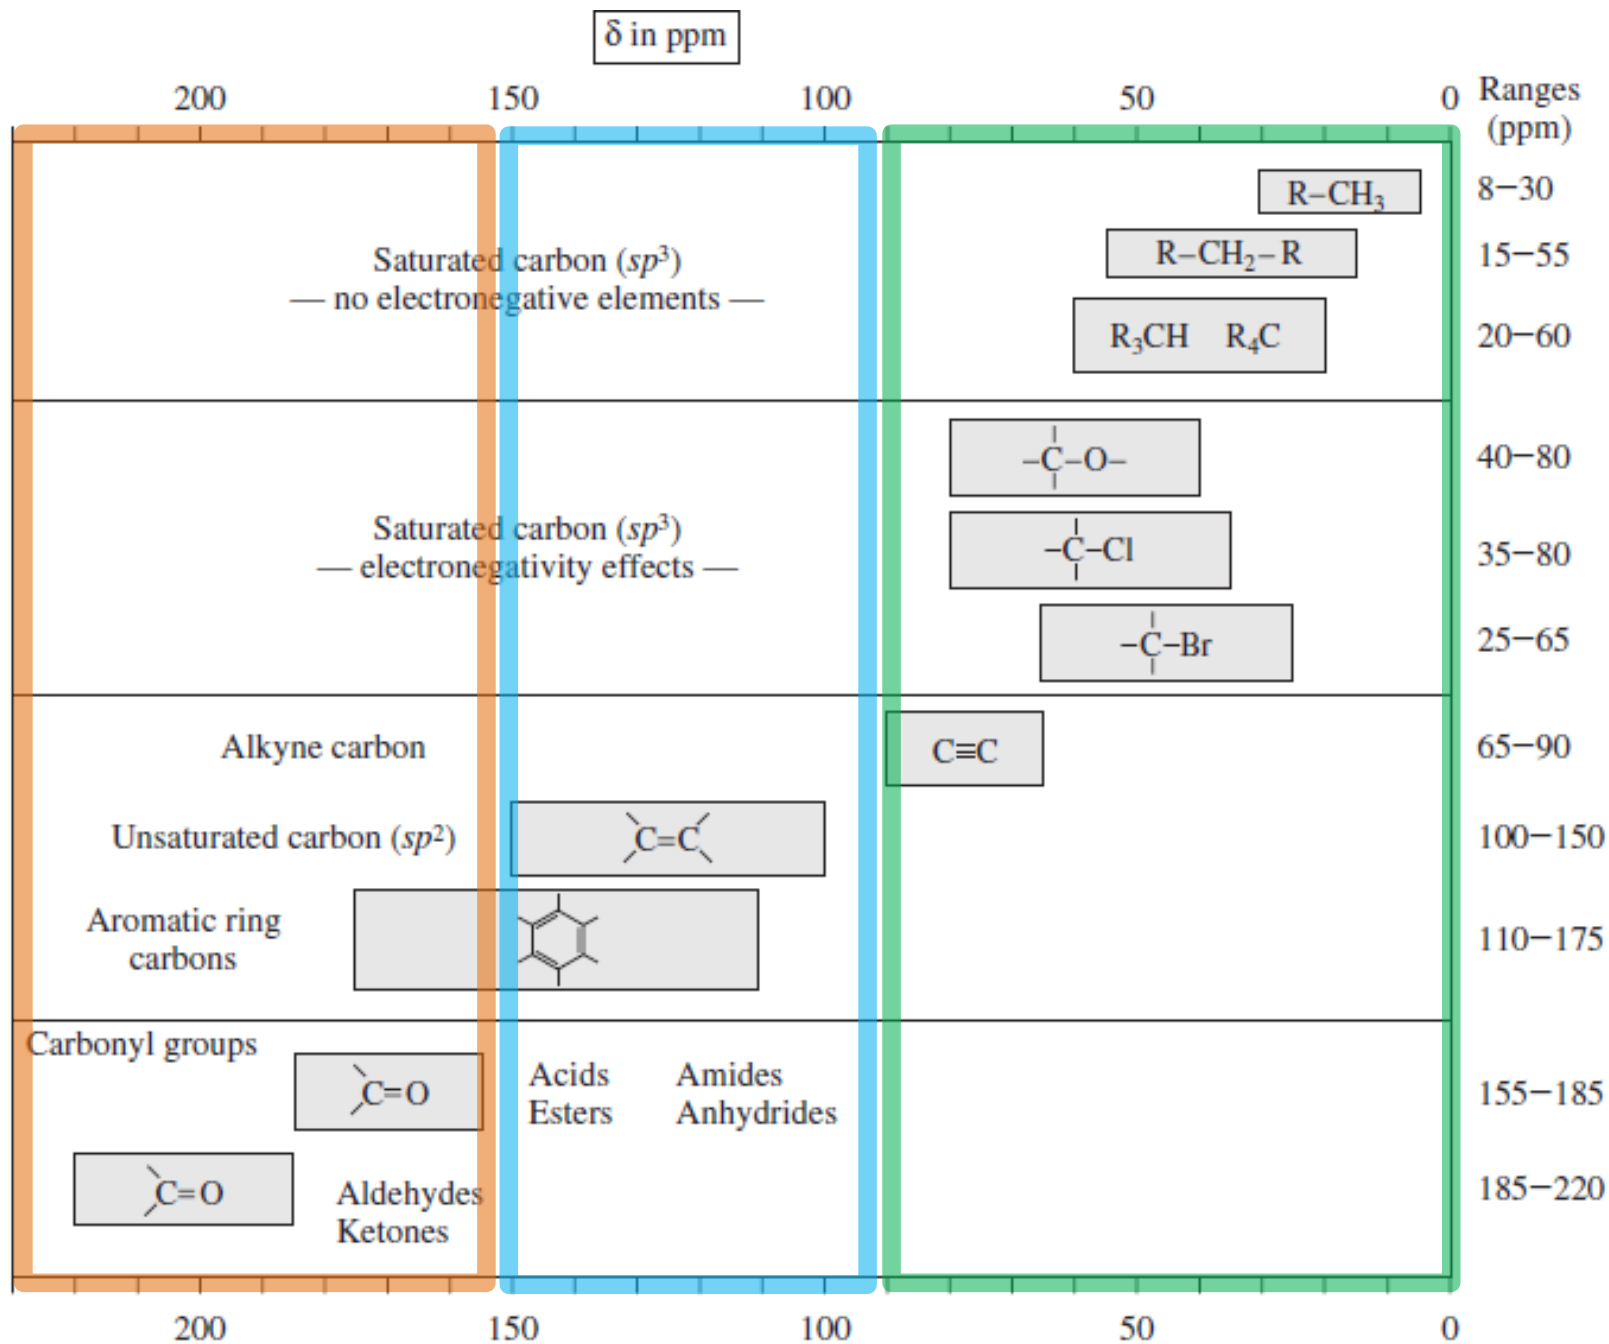 δ in ppm
200 150 100 50 0 Ranges
(ppm)
R–CH₃ 8–30
Saturated carbon (sp³) R–CH₂–R 15–55
— no electronegative elements —
R₃CH R₄C 20–60
–C–O– 40–80
Saturated carbon (sp³) –C–Cl 35–80
— electronegativity effects —
–C–Br 25–65
Alkyne carbon C≡C 65–90
Unsaturated carbon (sp²) C=C 100–150
Aromatic ring 110–175
carbons
Carbonyl groups
C=O Acids Amides 155–185
Esters Anhydrides
C=O Aldehydes 185–220
Ketones
200 150 100 50 0